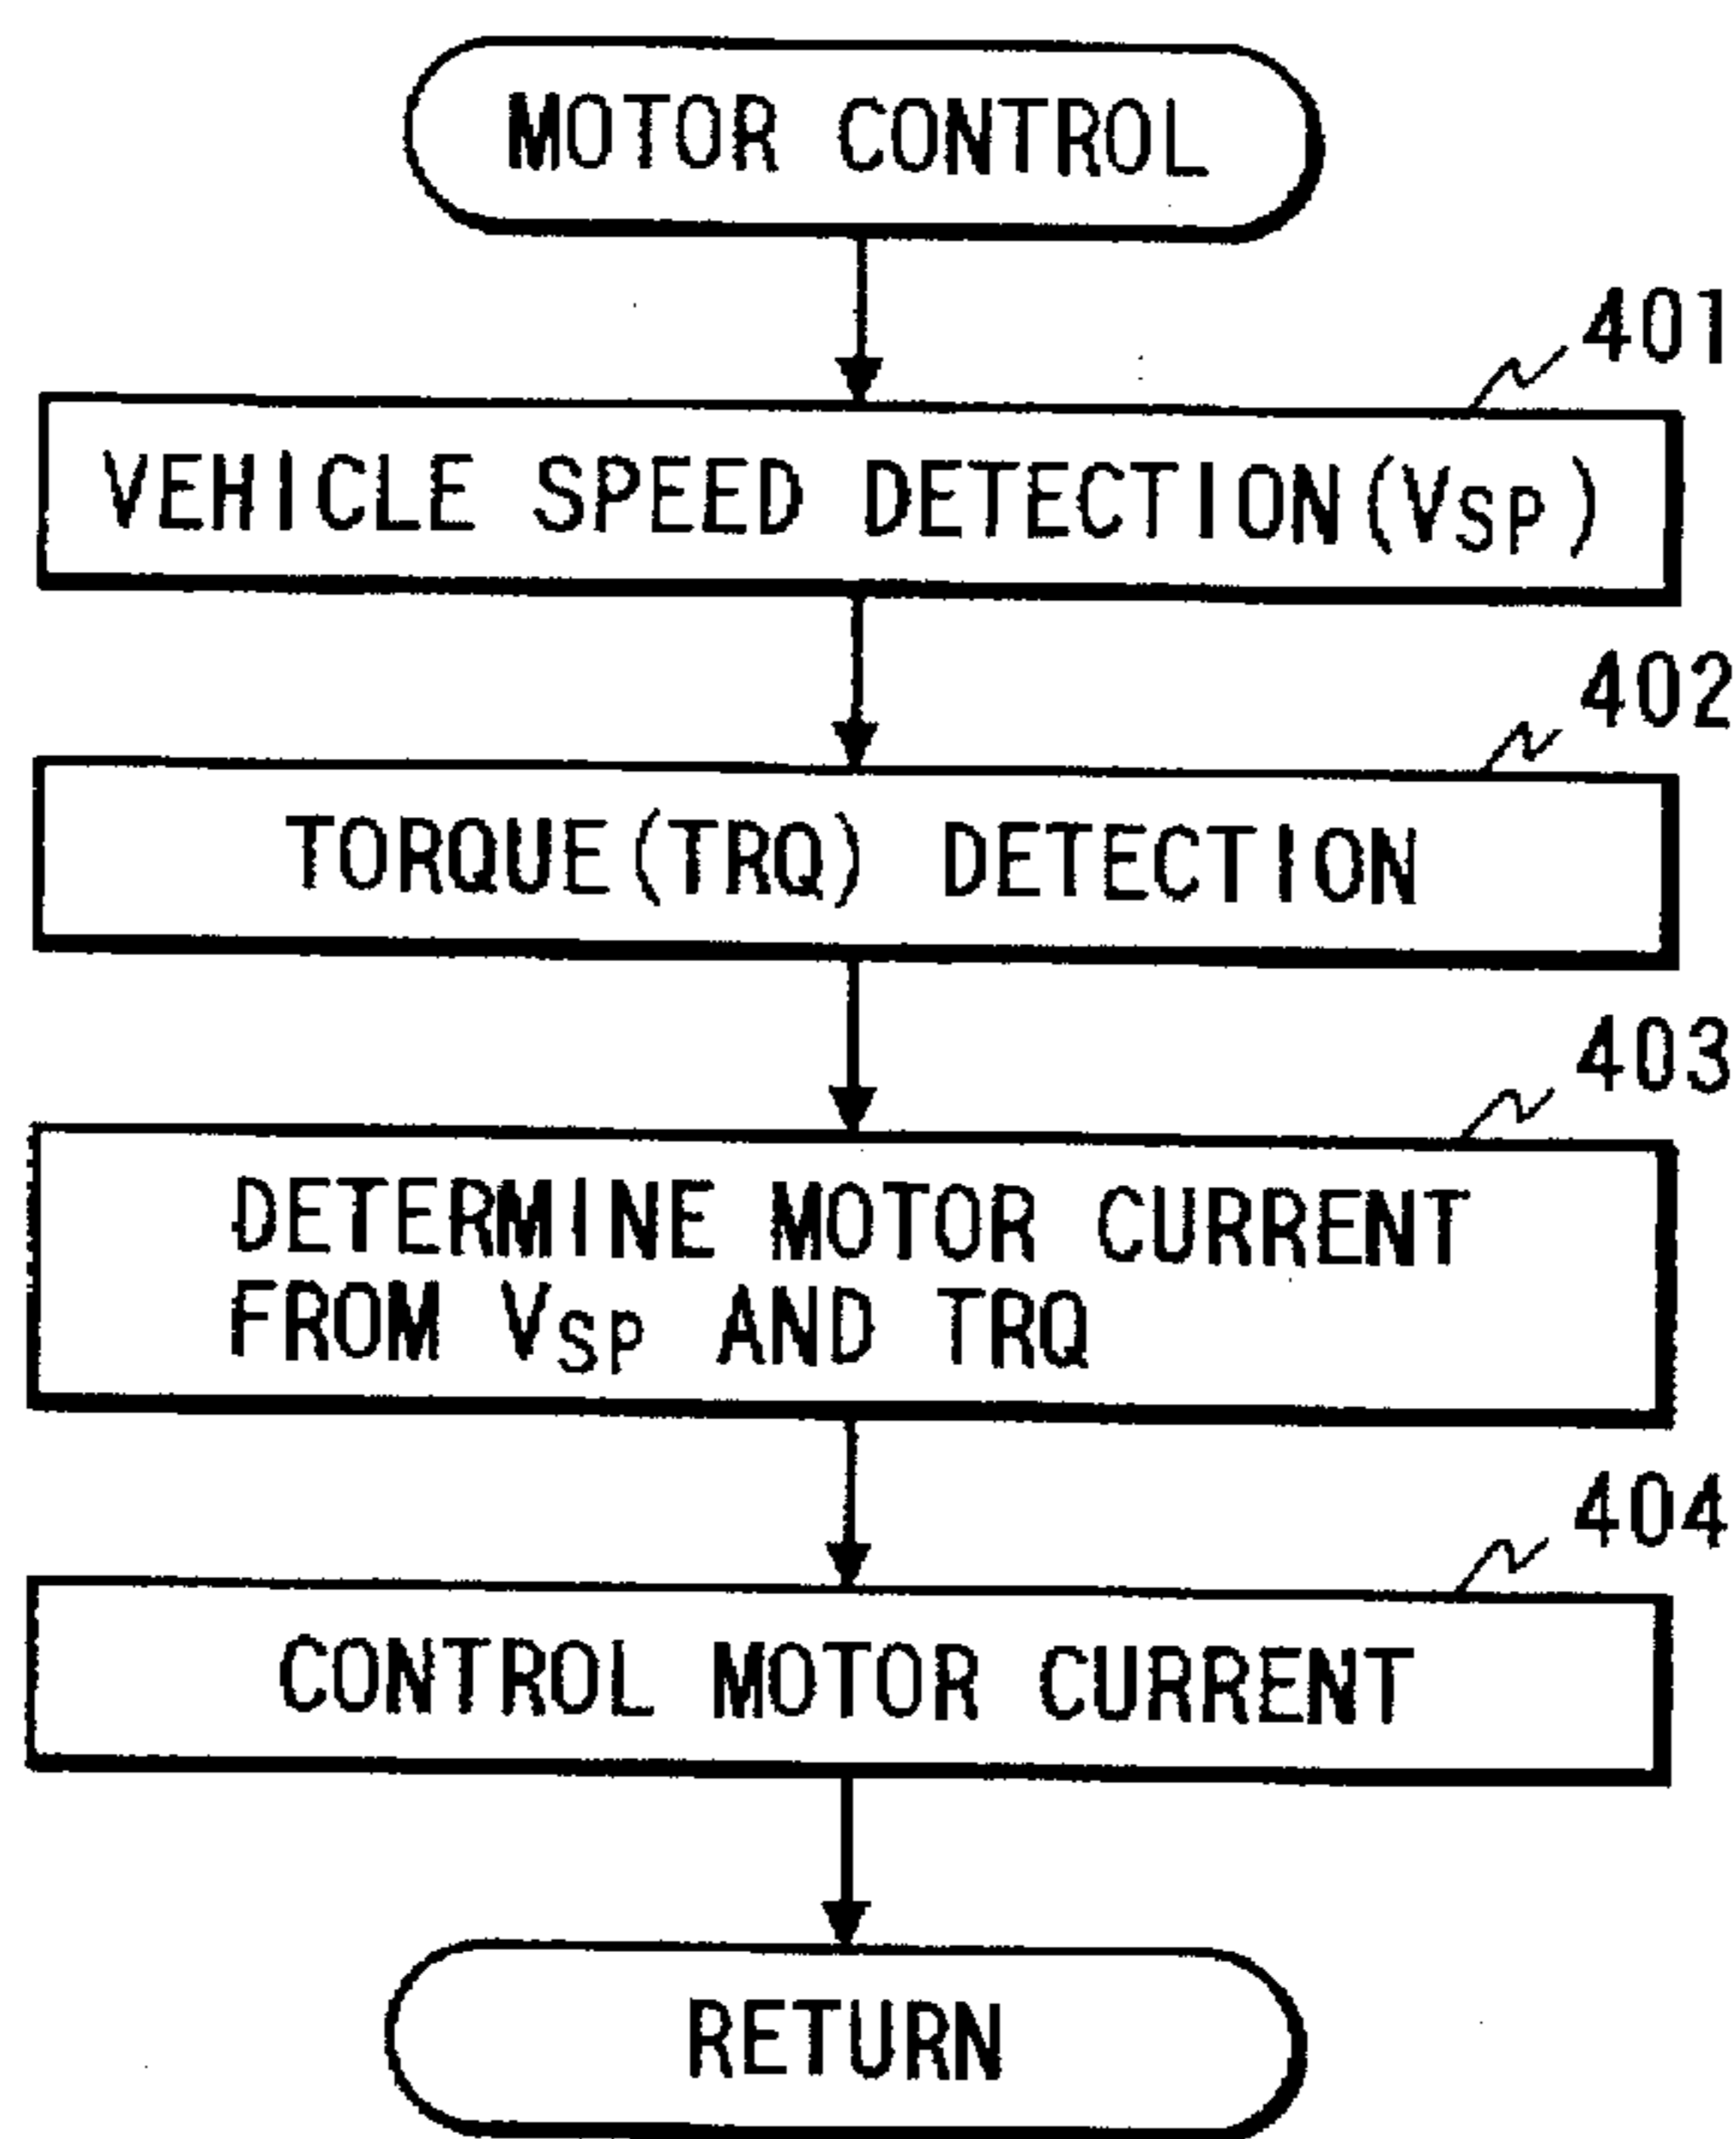 MOTOR CONTROL
401
VEHICLE SPEED DETECTION(VSP)
402
TORQUE(TRQ) DETECTION
403
DETERMINE MOTOR CURRENT
FROM VSP AND TRQ
404
CONTROL MOTOR CURRENT
RETURN